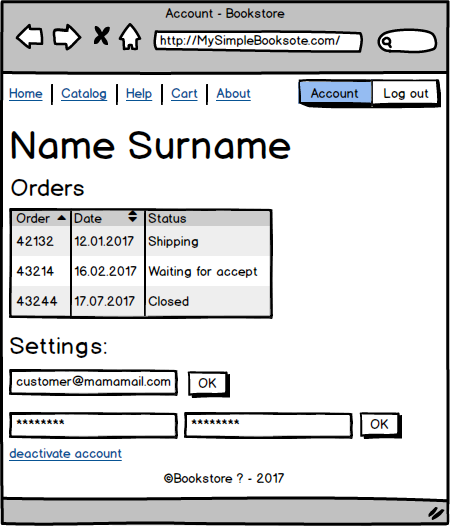 Account - Bookstore
http://MySimpleBooksote.com/
Home Catalog Help Cart About Account Log out
Name Surname
Orders
Order Date Status
42132 12.01.2017 Shipping
43214 16.02.2017 Waiting for accept
43244 17.07.2017 Closed
Settings:
customer@mamamail.com OK
******** ******** OK
deactivate account
©Bookstore ? - 2017